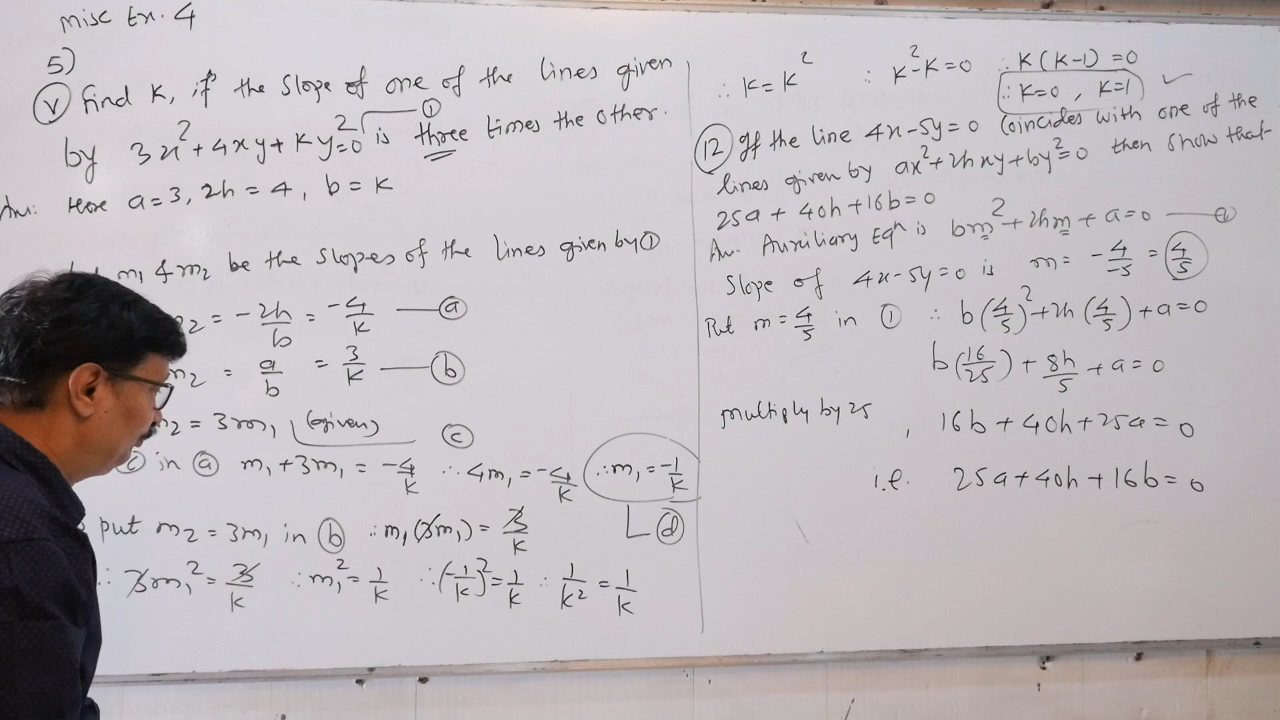 misc Ex. 4
5)
(v) Find K, if the slope of one of the lines given
by 3x²+4xy+Ky²=0 ① is three times the other.
Ans: Here a=3, 2h=4, b=K
m₁ & m₂ be the slopes of the lines given by ①
= -2h/b = -4/K — (a)
m₂ = a/b = 3/K — (b)
m₂ = 3m₁ (given) (c)
(c) in (a) m₁+3m₁ = -4/K ∴ 4m₁ = -4/K ∴ m₁ = -1/K
put m₂ = 3m₁ in (b) ∴ m₁(3m₁) = 3/K (d)
∴ 3m₁² = 3/K ∴ m₁² = 1/K ∴ (-1/K)² = 1/K ∴ 1/K² = 1/K
∴ K = K² ∴ K²-K=0 ∴ K(K-1)=0
∴ K=0, K=1 ✓
(12) If the line 4x-5y=0 coincides with one of the
lines given by ax²+2hxy+by²=0 then show that
25a+40h+16b=0
An: Auxiliary Eqn is bm²+2hm+a=0
Slope of 4x-5y=0 is m = -4/-5 = 4/5
Put m = 4/5 in ① ∴ b(4/5)²+2h(4/5)+a=0
b(16/25) + 8h/5 + a = 0
multiply by 25, 16b+40h+25a=0
i.e. 25a+40h+16b=0